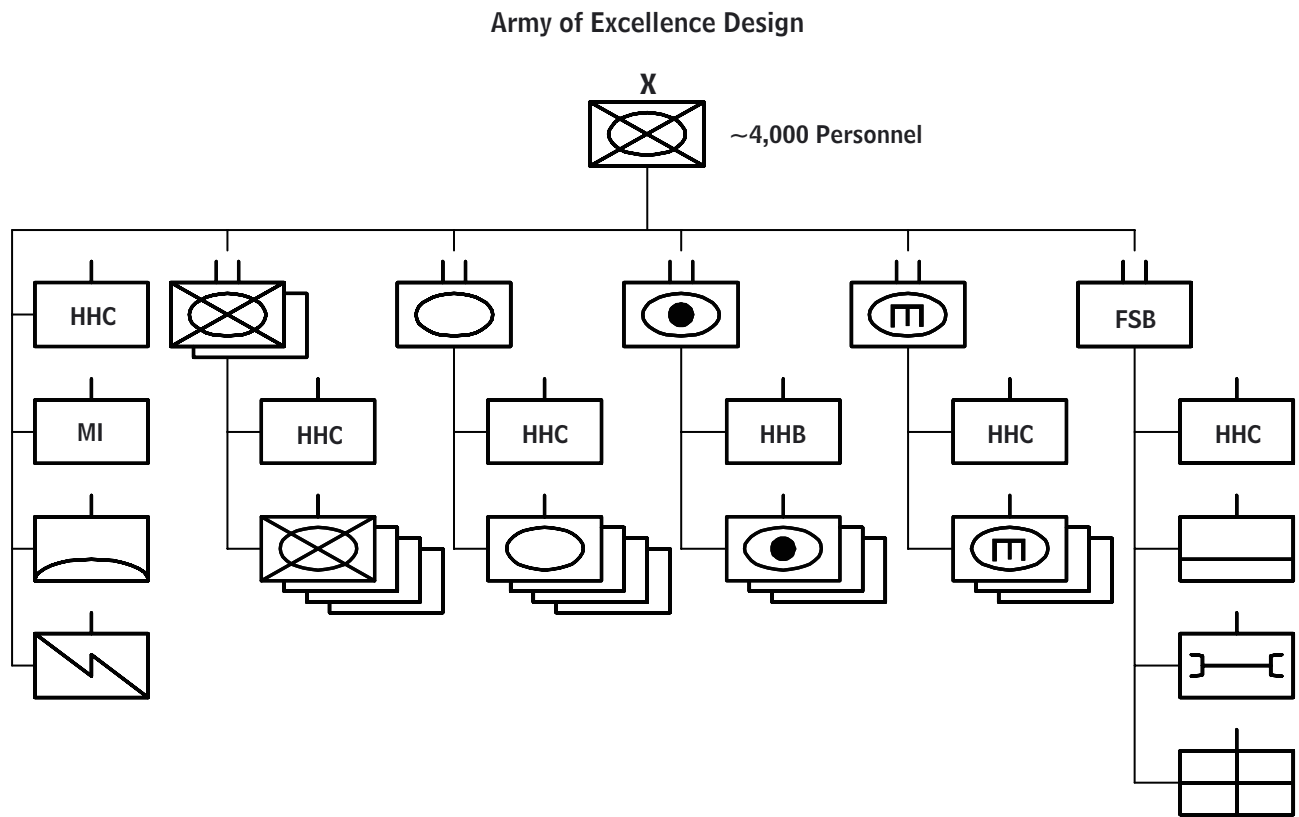 Army of Excellence Design
X
~4,000 Personnel
HHC
FSB
MI
HHC
HHC
HHB
HHC
HHC